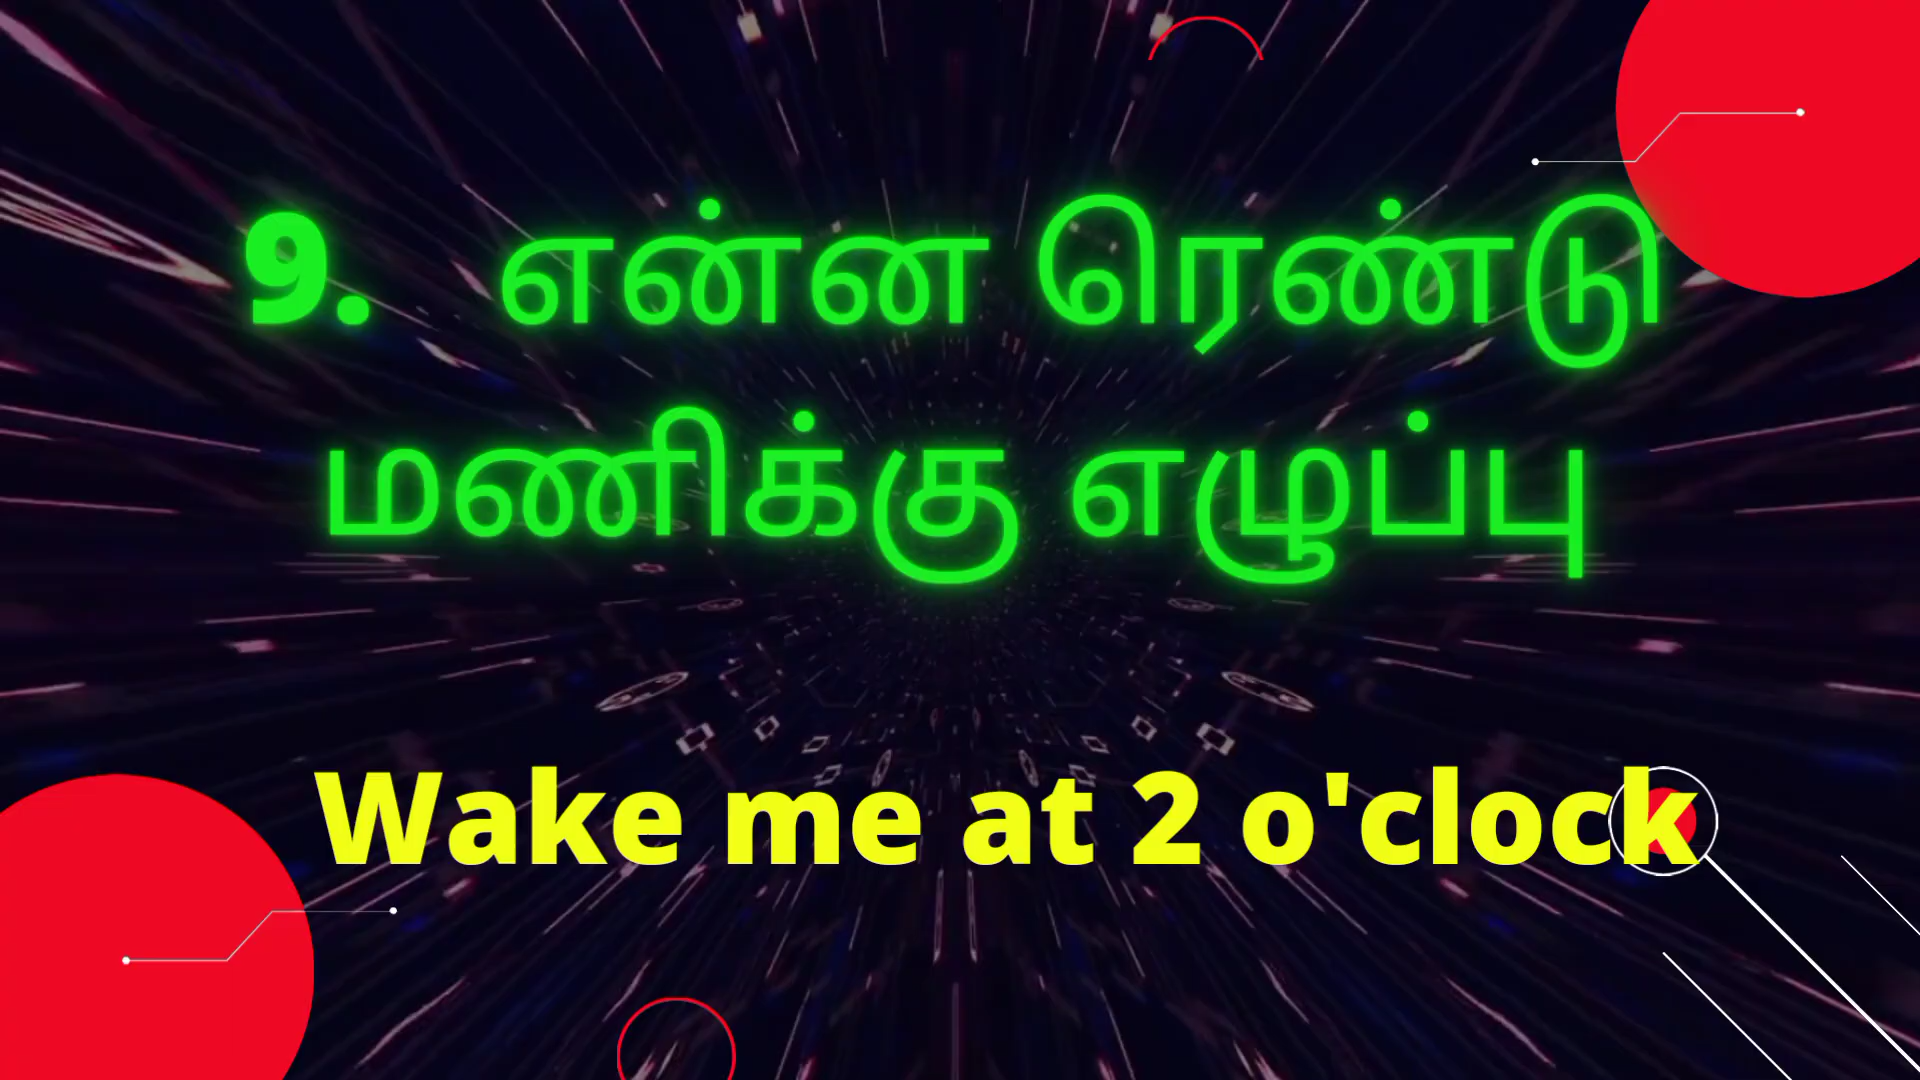 9. என்ன ரெண்டு
மணிக்கு எழுப்பு
Wake me at 2 o'clock